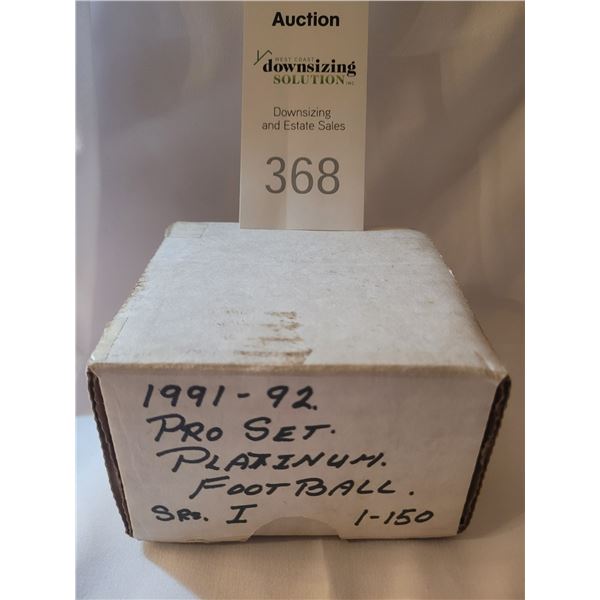 Auction
WEST COAST
downsizing
SOLUTION INC.
Downsizing
and Estate Sales
368
1991-92.
PRO SET.
PLATINUM.
FOOTBALL.
SRS. I 1-150